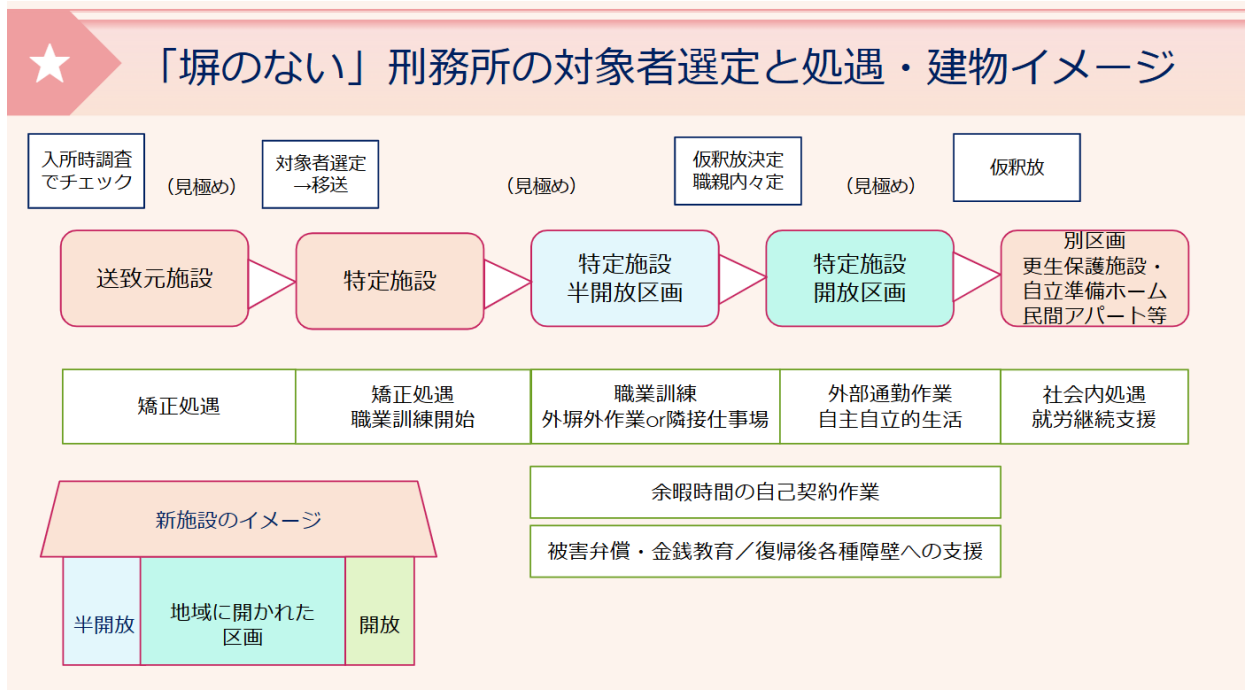 「塀のない」刑務所の対象者選定と処遇・建物イメージ
入所時調査
でチェック
（見極め）
対象者選定
→移送
（見極め）
仮釈放決定
職親内々定
（見極め）
仮釈放
送致元施設
特定施設
特定施設
半開放区画
特定施設
開放区画
別区画
更生保護施設・
自立準備ホーム
民間アパート等
矯正処遇
矯正処遇
職業訓練開始
職業訓練
外塀外作業or隣接仕事場
外部通勤作業
自主自立的生活
社会内処遇
就労継続支援
余暇時間の自己契約作業
被害弁償・金銭教育／復帰後各種障壁への支援
新施設のイメージ
半開放
地域に開かれた
区画
開放